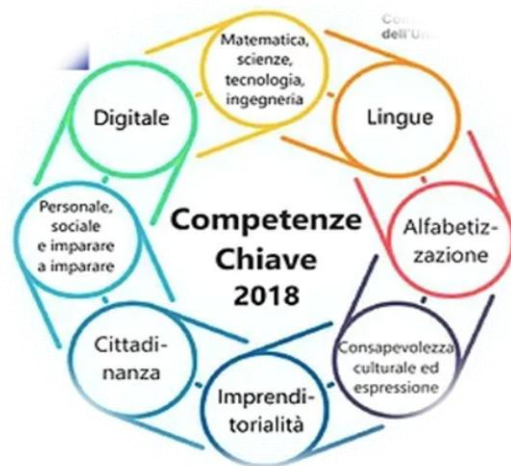 Matematica,
scienze,
tecnologia,
ingegneria
Lingue
Alfabetiz-
zazione
Consapevolezza
culturale ed
espressione
Imprendi-
torialità
Cittadi-
nanza
Personale,
sociale
e imparare
a imparare
Digitale
Competenze
Chiave
2018